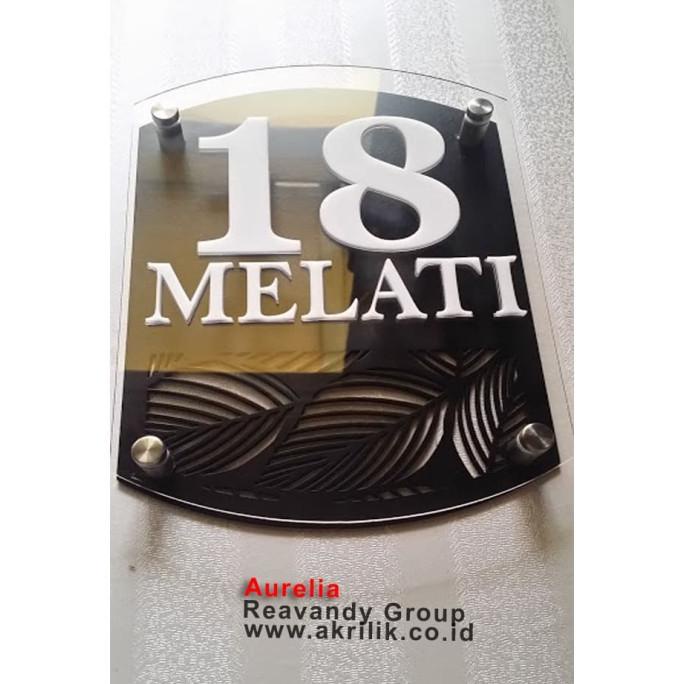 18
MELATI
Aurelia
Reavandy Group
www.akrilik.co.id